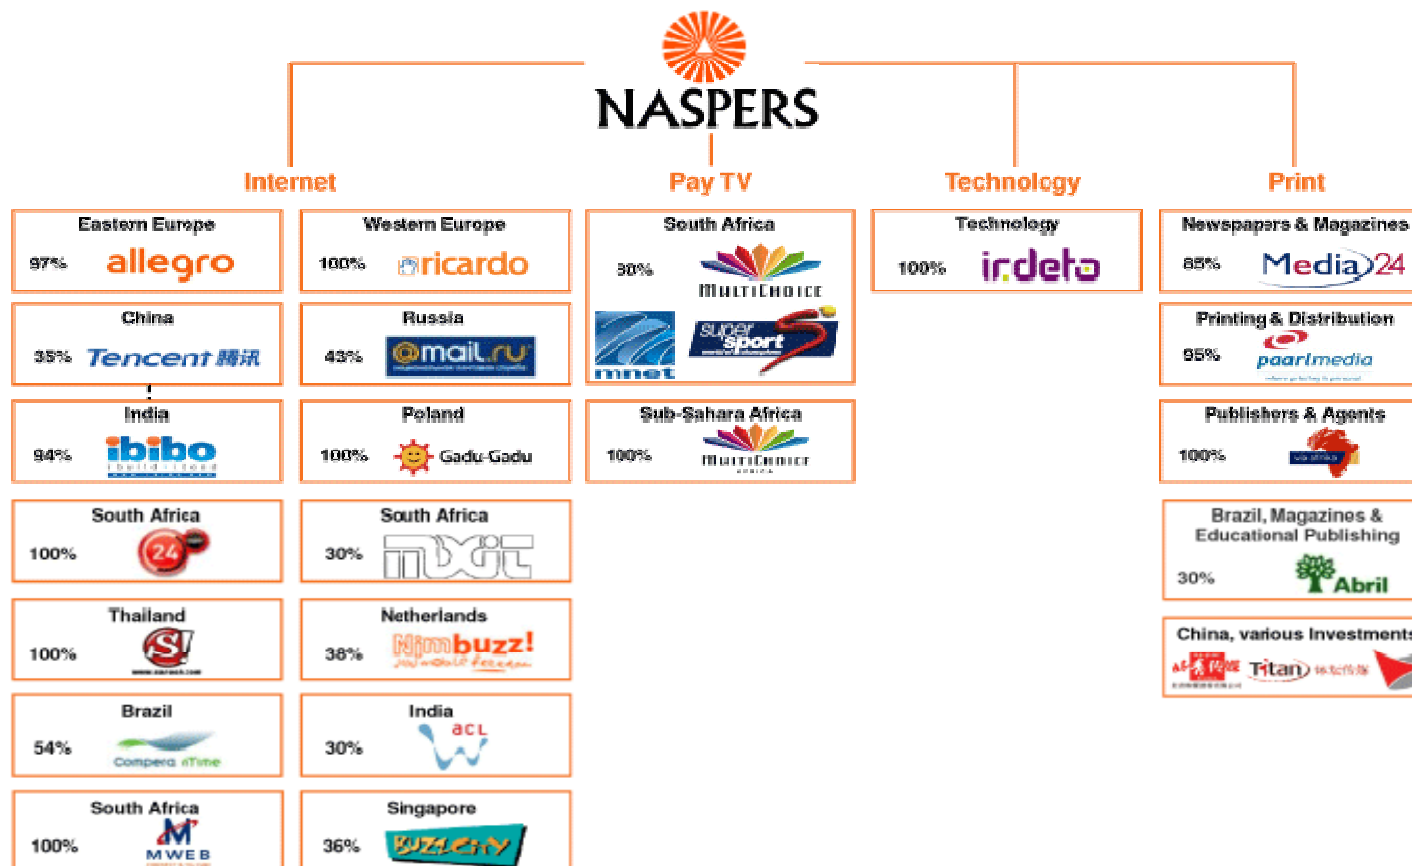 NASPERS
Internet
Pay TV
Technology
Print
Eastern Europe
97%
allegro
Western Europe
100%
ricardo
South Africa
MULTICHOICE
mnet
super
sport
Technology
100%
irdeto
Newspapers & Magazines
85%
Media24
China
35%
Tencent 腾讯
Russia
43%
@mail.ru
Printing & Distribution
95%
paarlmedia
India
94%
ibibo
Poland
100%
Gadu-Gadu
Sub-Sahara Africa
100%
MULTICHOICE
AFRICA
Publishers & Agents
100%
via afrika
South Africa
100%
24
South Africa
30%
mxit
Brazil, Magazines &
Educational Publishing
30%
Abril
Thailand
100%
S!
Netherlands
38%
Nimbuzz!
China, various Investments
Titan
Brazil
54%
Compera nTime
India
30%
acL
South Africa
100%
MWEB
Singapore
36%
BUZZCITY